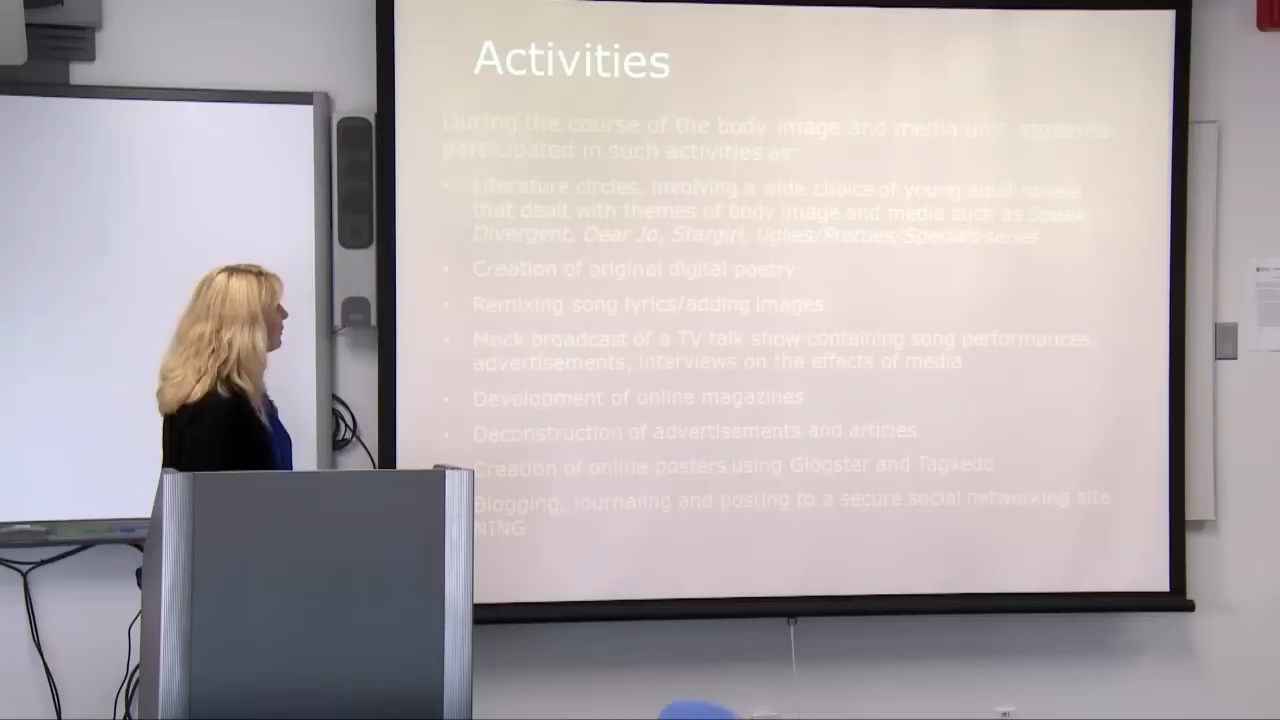 Activities
During the course of the body image and media unit, students
participated in such activities as:
• Literature circles, involving a wide choice of young adult novels
that dealt with themes of body image and media such as Speak,
Divergent, Dear Jo, Stargirl, Uglies/Pretties/Specials series
• Creation of original digital poetry
• Remixing song lyrics/adding images
• Mock broadcast of a TV talk show containing song performances,
advertisements, interviews on the effects of media
• Development of online magazines
• Deconstruction of advertisements and articles
Creation of online posters using Glogster and Tagxedo
Blogging, journaling and posting to a secure social networking site
NING